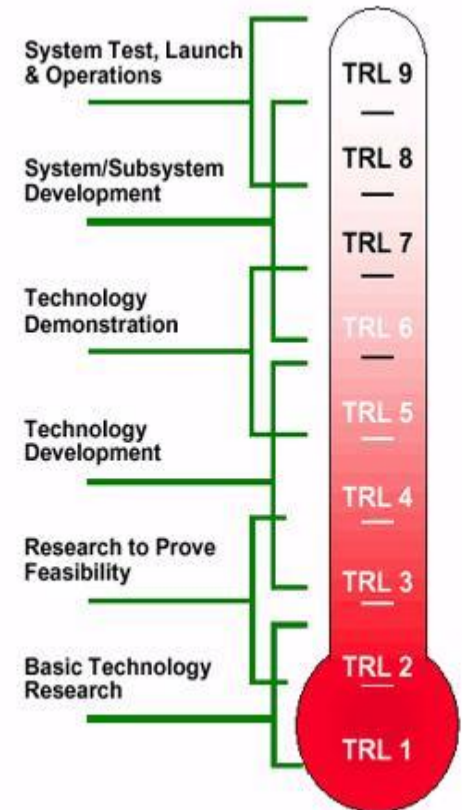 System Test, Launch
& Operations
System/Subsystem
Development
Technology
Demonstration
Technology
Development
Research to Prove
Feasibility
Basic Technology
Research
TRL 9
TRL 8
TRL 7
TRL 6
TRL 5
TRL 4
TRL 3
TRL 2
TRL 1